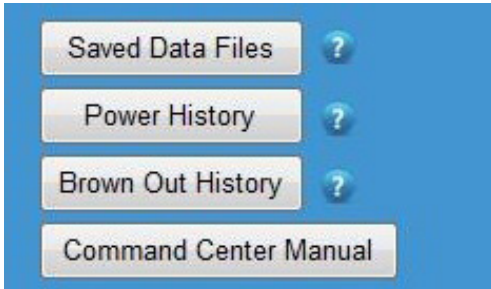 Saved Data Files ?
Power History ?
Brown Out History ?
Command Center Manual